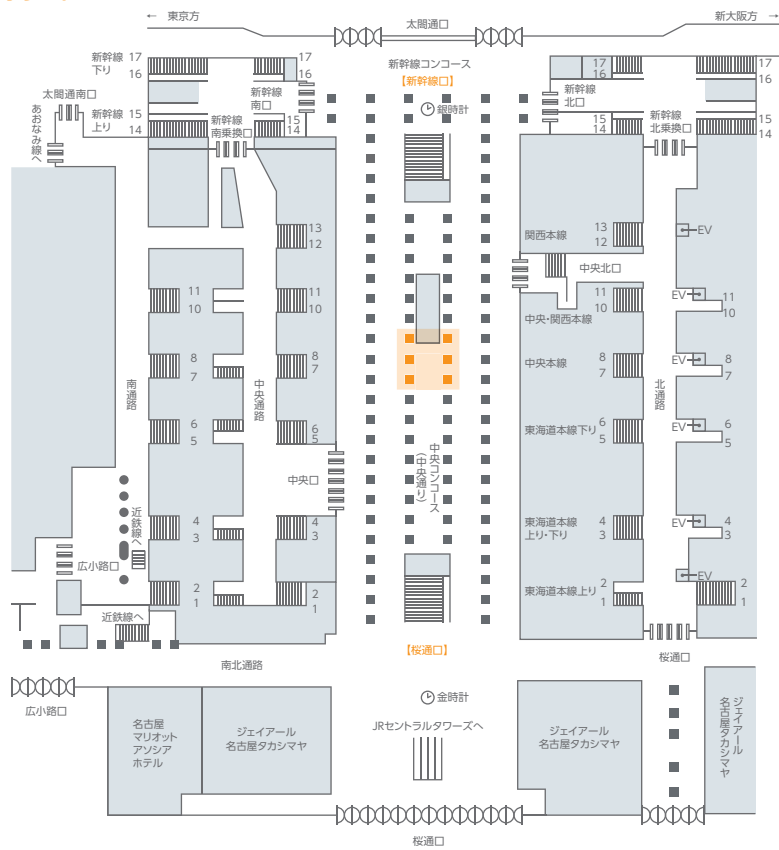 ← 東京方
太閤通口
新大阪方 →
新幹線
下り
17
16
17
16
新幹線コンコース
【新幹線口】
17
16
17
16
太閤通南口
新幹線
南口
新幹線
北口
あおなみ線へ
新幹線
上り
15
14
新幹線
南乗換口
15
14
銀時計
15
14
新幹線
北乗換口
15
14
13
12
関西本線
13
12
EV
中央北口
11
10
11
10
中央・関西本線
11
10
EV
11
10
南通路
8
7
中央通路
8
7
中央本線
8
7
EV
北通路
8
7
6
5
6
5
東海道本線下り
6
5
EV
6
5
中央口
中央コンコース
(中央通り)
近鉄線へ
4
3
4
3
東海道本線
上り・下り
4
3
EV
4
3
広小路口
2
1
2
1
東海道本線上り
2
1
EV
2
1
近鉄線へ
【桜通口】
桜通口
南北通路
広小路口
金時計
名古屋
マリオット
アソシア
ホテル
ジェイアール
名古屋タカシマヤ
JRセントラルタワーズへ
ジェイアール
名古屋タカシマヤ
ジェイアール
名古屋タカシマヤ
桜通口